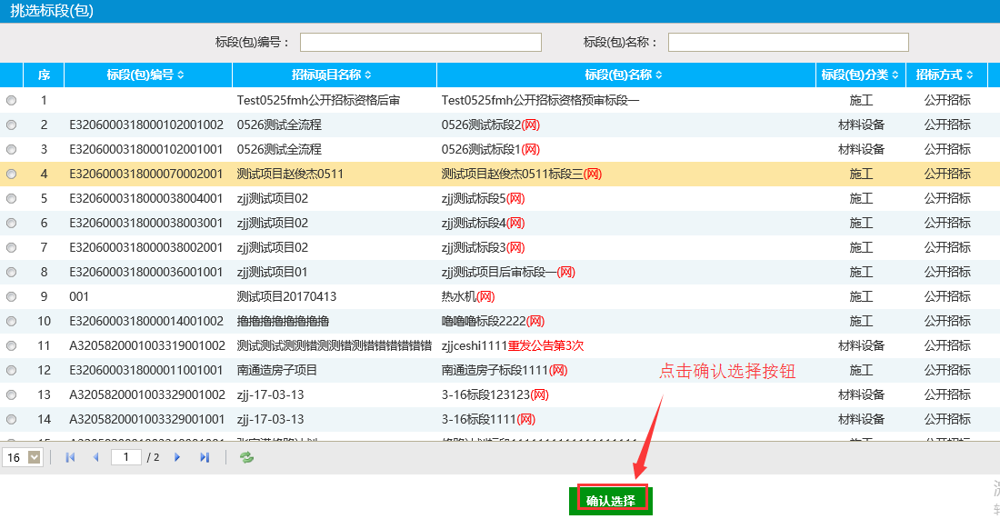 挑选标段(包)
标段(包)编号： 标段(包)名称：
序 标段(包)编号 招标项目名称 标段(包)名称 标段(包)分类 招标方式
1 Test0525fmh公开招标资格后审 Test0525fmh公开招标资格预审标段一 施工 公开招标
2 E3206000318000102001002 0526测试全流程 0526测试标段2(网) 材料设备 公开招标
3 E3206000318000102001001 0526测试全流程 0526测试标段1(网) 材料设备 公开招标
4 E3206000318000070002001 测试项目赵俊杰0511 测试项目赵俊杰0511标段三(网) 施工 公开招标
5 E3206000318000038004001 zjj测试项目02 zjj测试标段5(网) 施工 公开招标
6 E3206000318000038003001 zjj测试项目02 zjj测试标段4(网) 施工 公开招标
7 E3206000318000038002001 zjj测试项目02 zjj测试标段3(网) 施工 公开招标
8 E3206000318000036001001 zjj测试项目01 zjj测试项目后审标段一(网) 施工 公开招标
9 001 测试项目20170413 热水机(网) 施工 公开招标
10 E3206000318000014001002 撸撸撸撸撸撸撸撸 噜噜噜标段2222(网) 施工 公开招标
11 A3205820001003319001002 测试测试测测错测测错测错错错错错错 zjjceshi1111重发公告第3次 材料设备 公开招标
12 E3206000318000011001001 南通造房子项目 南通造房子标段1111(网) 施工 公开招标
13 A3205820001003329001002 zjj-17-03-13 3-16标段123123(网) 材料设备 公开招标
14 A3205820001003329001001 zjj-17-03-13 3-16标段1111(网) 材料设备 公开招标
点击确认选择按钮
16 1 / 2
确认选择